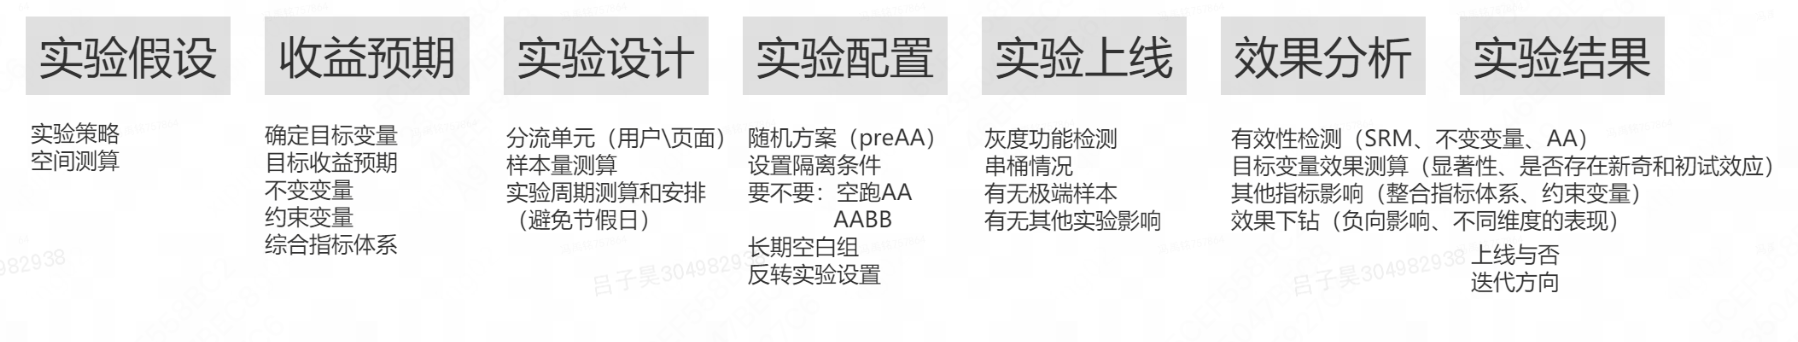 实验假设
实验策略
空间测算
收益预期
确定目标变量
目标收益预期
不变变量
约束变量
综合指标体系
实验设计
分流单元（用户\页面）
样本量测算
实验周期测算和安排
（避免节假日）
实验配置
随机方案（preAA）
设置隔离条件
要不要：空跑AA
AABB
长期空白组
反转实验设置
实验上线
灰度功能检测
串桶情况
有无极端样本
有无其他实验影响
效果分析
有效性检测（SRM、不变变量、AA）
目标变量效果测算（显著性、是否存在新奇和初试效应）
其他指标影响（整合指标体系、约束变量）
效果下钻（负向影响、不同维度的表现）
实验结果
上线与否
迭代方向
982938
吕子昊304982938
吕子昊304982938